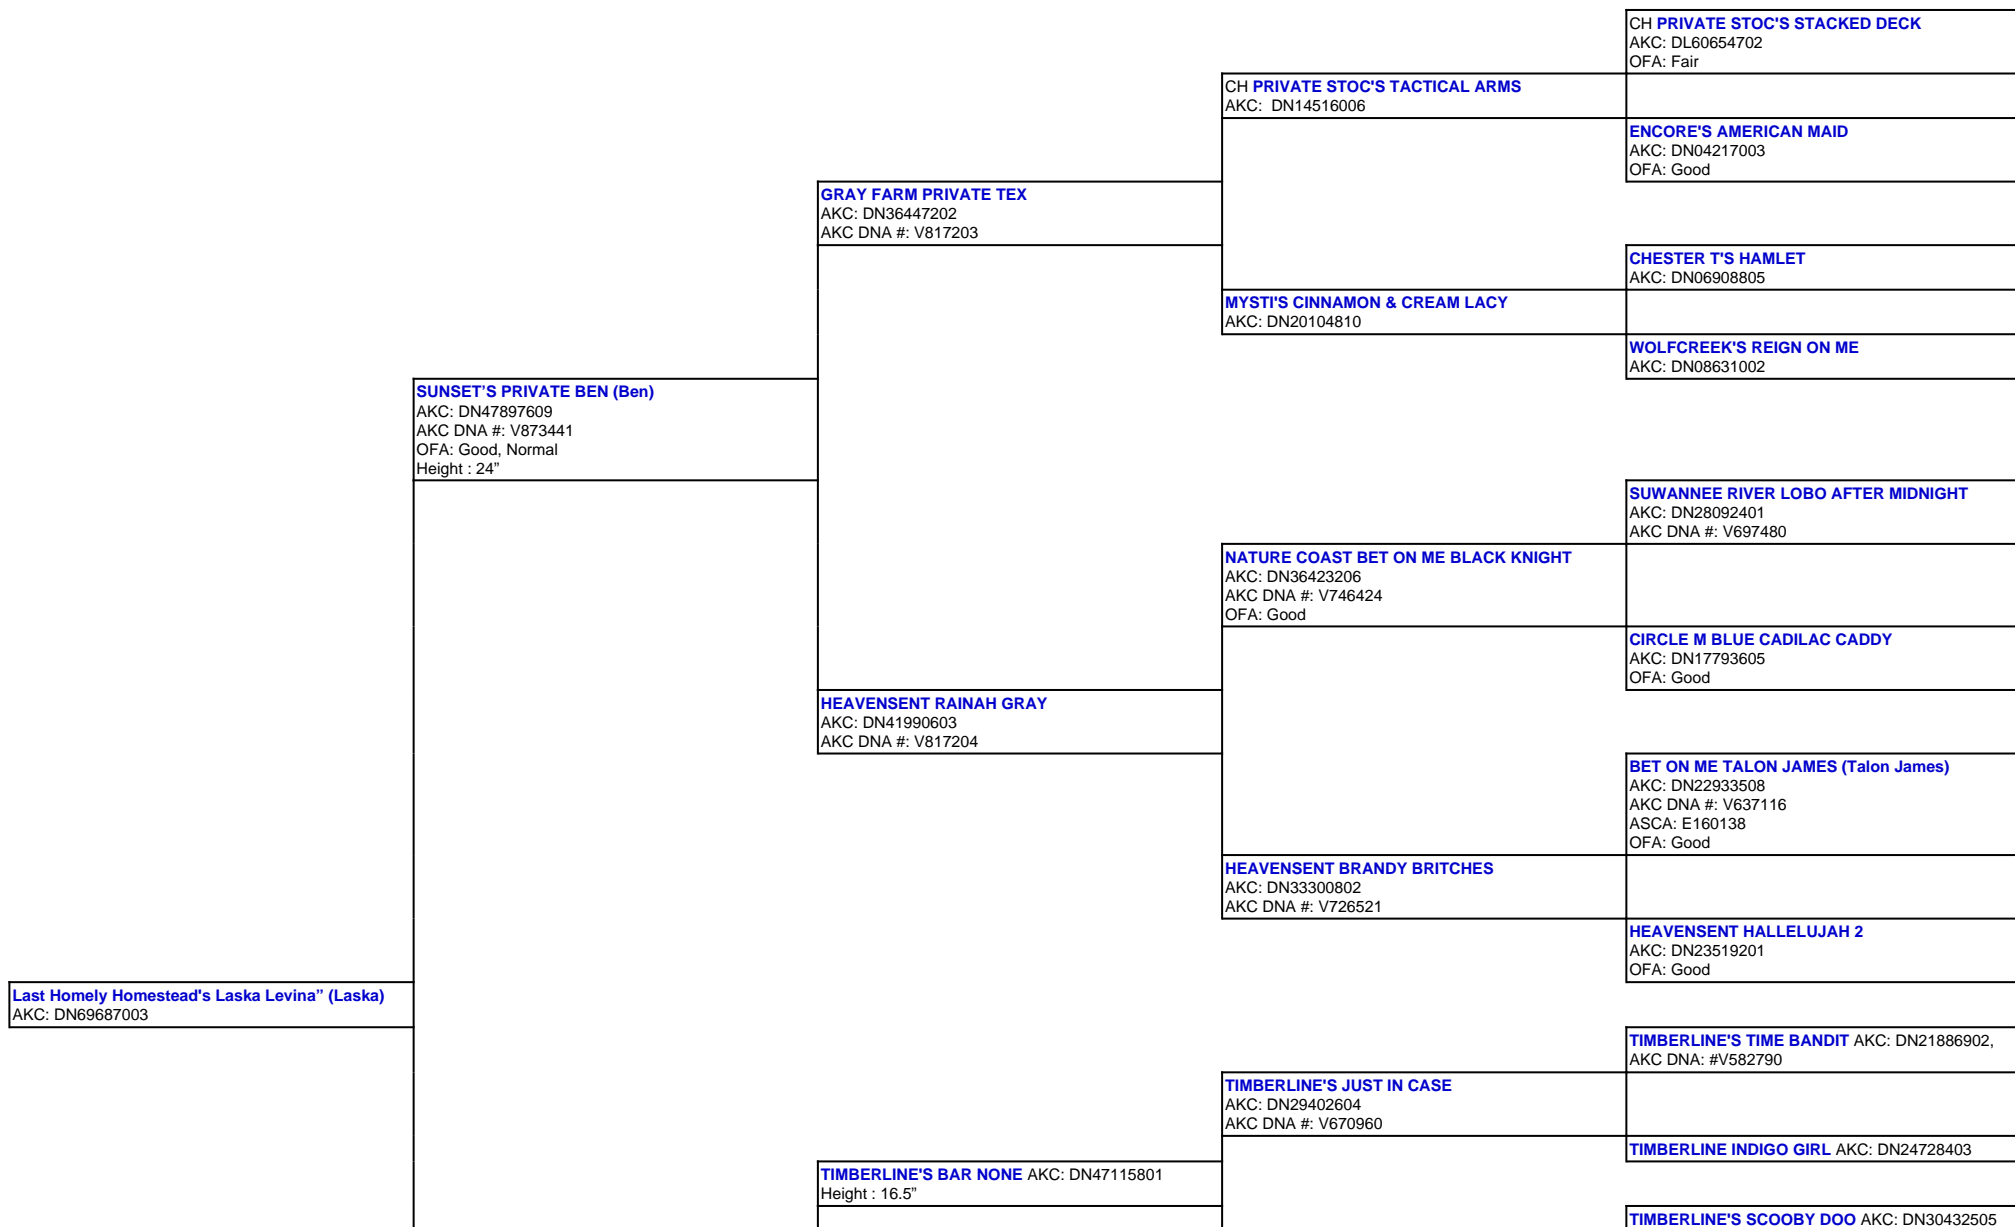 CH PRIVATE STOC'S STACKED DECK
AKC: DL60654702
OFA: Fair
CH PRIVATE STOC'S TACTICAL ARMS
AKC:  DN14516006
ENCORE'S AMERICAN MAID
AKC: DN04217003
OFA: Good
GRAY FARM PRIVATE TEX
AKC: DN36447202
AKC DNA #: V817203
CHESTER T'S HAMLET
AKC: DN06908805
MYSTI'S CINNAMON & CREAM LACY
AKC: DN20104810
WOLFCREEK'S REIGN ON ME
AKC: DN08631002
SUNSET’S PRIVATE BEN (Ben)
AKC: DN47897609
AKC DNA #: V873441
OFA: Good, Normal
Height : 24”
SUWANNEE RIVER LOBO AFTER MIDNIGHT
AKC: DN28092401
AKC DNA #: V697480
NATURE COAST BET ON ME BLACK KNIGHT
AKC: DN36423206
AKC DNA #: V746424
OFA: Good
CIRCLE M BLUE CADILAC CADDY
AKC: DN17793605
OFA: Good
HEAVENSENT RAINAH GRAY
AKC: DN41990603
AKC DNA #: V817204
BET ON ME TALON JAMES (Talon James)
AKC: DN22933508
AKC DNA #: V637116
ASCA: E160138
OFA: Good
HEAVENSENT BRANDY BRITCHES
AKC: DN33300802
AKC DNA #: V726521
HEAVENSENT HALLELUJAH 2
AKC: DN23519201
OFA: Good
Last Homely Homestead's Laska Levina” (Laska)
AKC: DN69687003
TIMBERLINE'S TIME BANDIT AKC: DN21886902,
AKC DNA: #V582790
TIMBERLINE'S JUST IN CASE
AKC: DN29402604
AKC DNA #: V670960
TIMBERLINE INDIGO GIRL AKC: DN24728403
TIMBERLINE'S BAR NONE AKC: DN47115801
Height : 16.5”
TIMBERLINE'S SCOOBY DOO AKC: DN30432505